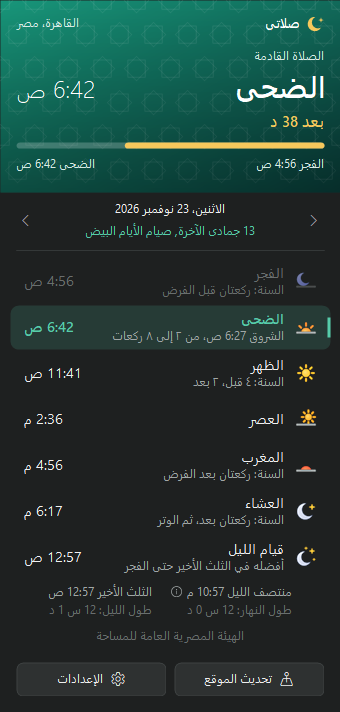 صلاتى
القاهرة، مصر
الصلاة القادمة
الضحى
6:42 ص
بعد 38 د
الفجر 4:56 ص
الضحى 6:42 ص
الاثنين، 23 نوفمبر 2026
13 جمادى الآخرة, صيام الأيام البيض
الفجر
4:56 ص
السنة: ركعتان قبل الفرض
الضحى
6:42 ص
الشروق 6:27 ص، من ٢ إلى ٨ ركعات
الظهر
11:41 ص
السنة: ٤ قبل، ٢ بعد
العصر
2:36 م
المغرب
4:56 م
السنة: ركعتان بعد الفرض
العشاء
6:17 م
السنة: ركعتان بعد، ثم الوتر
قيام الليل
12:57 ص
أفضله في الثلث الأخير حتى الفجر
منتصف الليل 10:57 م
الثلث الأخير 12:57 ص
طول النهار: 12 س 0 د
طول الليل: 12 س 1 د
الهيئة المصرية العامة للمساحة
تحديث الموقع
الإعدادات